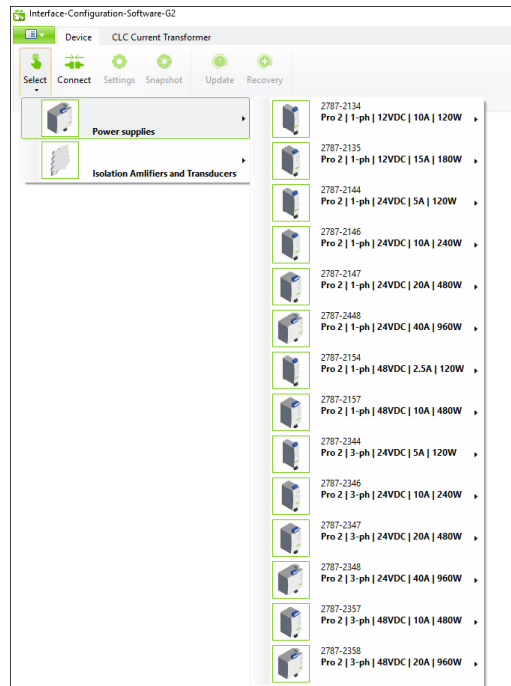 Interface-Configuration-Software-G2
Device CLC Current Transformer
Select Connect Settings Snapshot Update Recovery
Power supplies
Isolation Amlifiers and Transducers
2787-2134
Pro 2 | 1-ph | 12VDC | 10A | 120W
2787-2135
Pro 2 | 1-ph | 12VDC | 15A | 180W
2787-2144
Pro 2 | 1-ph | 24VDC | 5A | 120W
2787-2146
Pro 2 | 1-ph | 24VDC | 10A | 240W
2787-2147
Pro 2 | 1-ph | 24VDC | 20A | 480W
2787-2448
Pro 2 | 1-ph | 24VDC | 40A | 960W
2787-2154
Pro 2 | 1-ph | 48VDC | 2.5A | 120W
2787-2157
Pro 2 | 1-ph | 48VDC | 10A | 480W
2787-2344
Pro 2 | 3-ph | 24VDC | 5A | 120W
2787-2346
Pro 2 | 3-ph | 24VDC | 10A | 240W
2787-2347
Pro 2 | 3-ph | 24VDC | 20A | 480W
2787-2348
Pro 2 | 3-ph | 24VDC | 40A | 960W
2787-2357
Pro 2 | 3-ph | 48VDC | 10A | 480W
2787-2358
Pro 2 | 3-ph | 48VDC | 20A | 960W